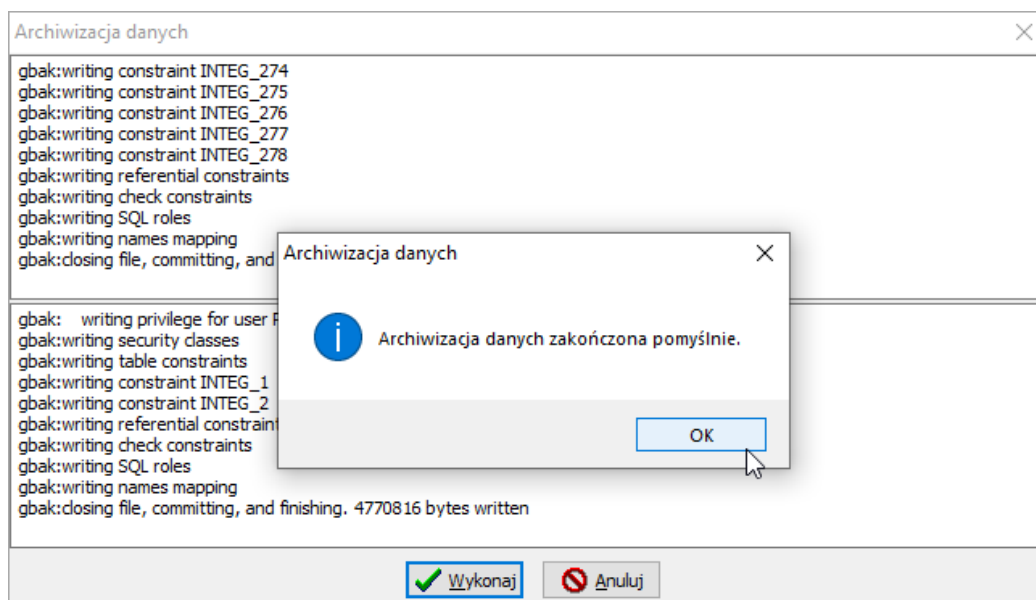 Archiwizacja danych
gbak:writing constraint INTEG_274
gbak:writing constraint INTEG_275
gbak:writing constraint INTEG_276
gbak:writing constraint INTEG_277
gbak:writing constraint INTEG_278
gbak:writing referential constraints
gbak:writing check constraints
gbak:writing SQL roles
gbak:writing names mapping
gbak:closing file, committing, and
Archiwizacja danych
Archiwizacja danych zakończona pomyślnie.
OK
gbak: writing privilege for user
gbak:writing security classes
gbak:writing table constraints
gbak:writing constraint INTEG_1
gbak:writing constraint INTEG_2
gbak:writing referential constraint
gbak:writing check constraints
gbak:writing SQL roles
gbak:writing names mapping
gbak:closing file, committing, and finishing. 4770816 bytes written
Wykonaj
Anuluj